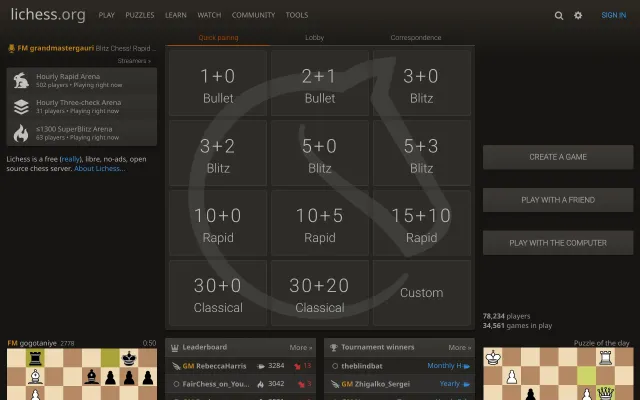 lichess.org PLAY PUZZLES LEARN WATCH COMMUNITY TOOLS SIGN IN
FM grandmastergauri Blitz Chess! Rapid ...
Streamers »
Hourly Rapid Arena
502 players • Playing right now
Hourly Three-check Arena
31 players • Playing right now
≤1300 SuperBlitz Arena
63 players • Playing right now
Lichess is a free (really), libre, no-ads, open
source chess server. About Lichess...
Quick pairing Lobby Correspondence
1+0 2+1 3+0
Bullet Bullet Blitz
3+2 5+0 5+3
Blitz Blitz Blitz
10+0 10+5 15+10
Rapid Rapid Rapid
30+0 30+20 Custom
Classical Classical
CREATE A GAME
PLAY WITH A FRIEND
PLAY WITH THE COMPUTER
78,234 players
34,561 games in play
FM gogotaniye 2778 0:50
Leaderboard More »
GM RebeccaHarris 3284 13
FairChess_on_You... 3042
Tournament winners More »
theblindbat Monthly H
GM Zhigalko_Sergei Yearly
Puzzle of the day